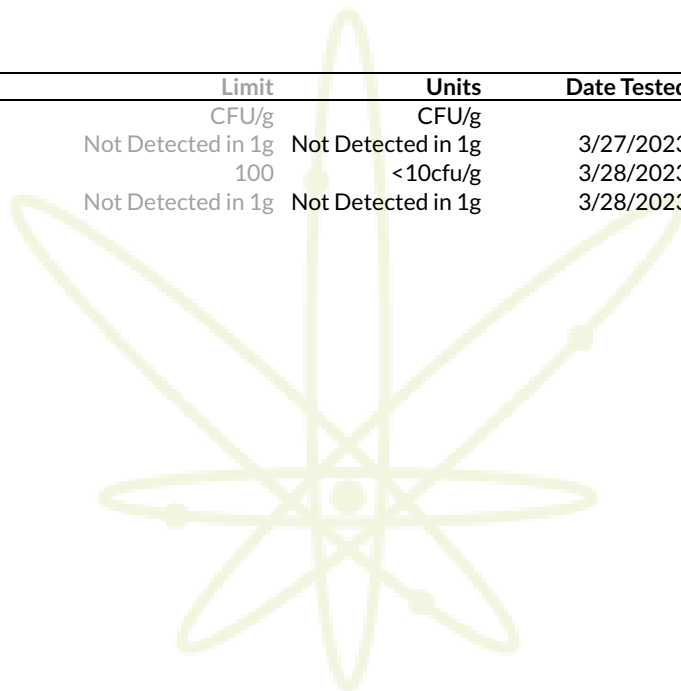 Limit Units Date Tested
CFU/g CFU/g
Not Detected in 1g Not Detected in 1g 3/27/2023
100 <10cfu/g 3/28/2023
Not Detected in 1g Not Detected in 1g 3/28/2023